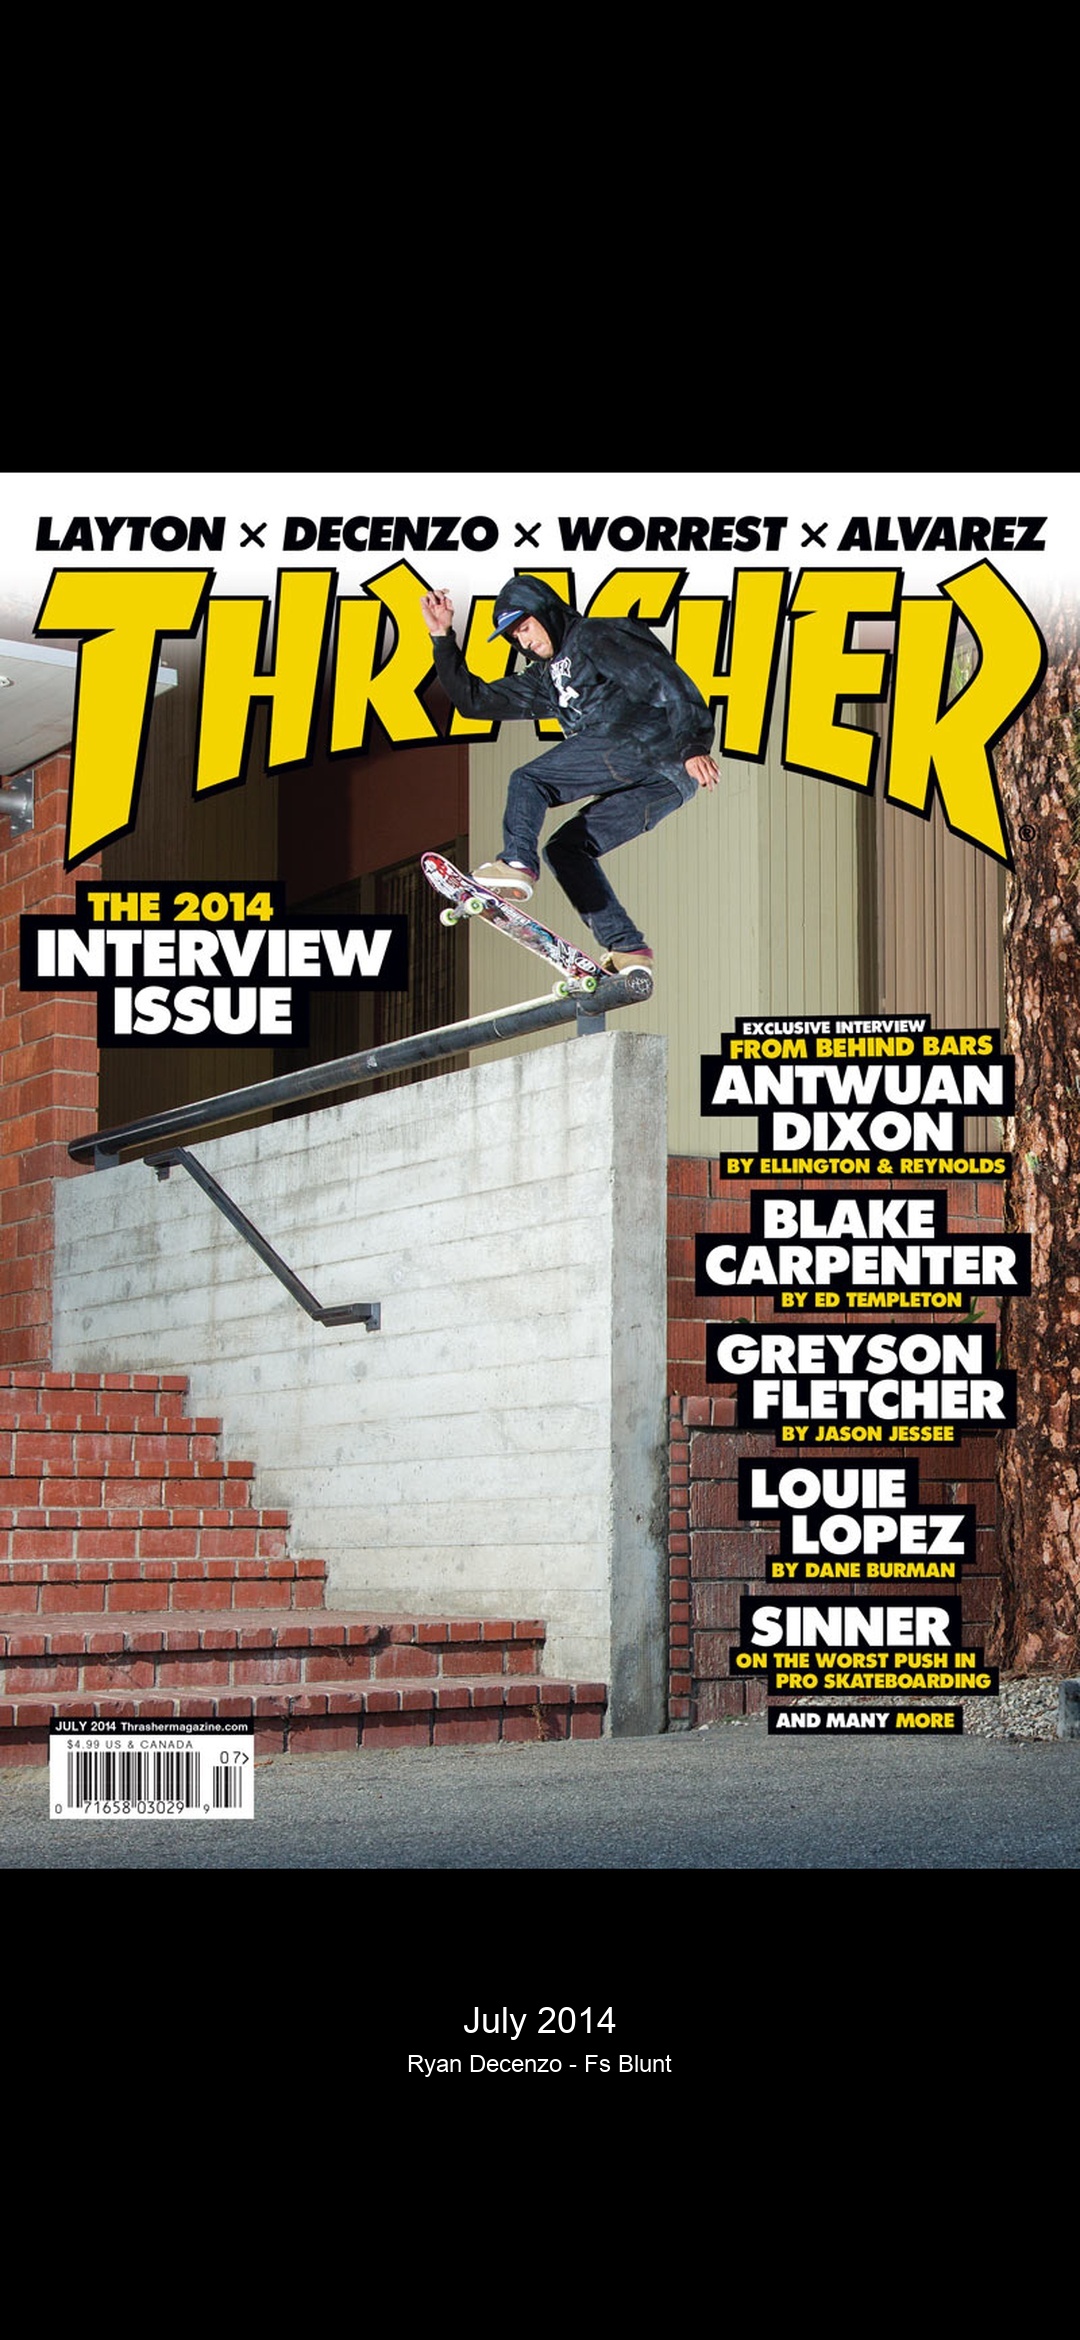 LAYTON × DECENZO × WORREST × ALVAREZ
THRASHER
®
THE 2014
INTERVIEW
ISSUE
EXCLUSIVE INTERVIEW
FROM BEHIND BARS
ANTWUAN
DIXON
BY ELLINGTON & REYNOLDS
BLAKE
CARPENTER
BY ED TEMPLETON
GREYSON
FLETCHER
BY JASON JESSEE
LOUIE
LOPEZ
BY DANE BURMAN
SINNER
ON THE WORST PUSH IN
PRO SKATEBOARDING
AND MANY MORE
JULY 2014 Thrashermagazine.com
$4.99 US & CANADA
07>
0 71658 03029 9
July 2014
Ryan Decenzo - Fs Blunt